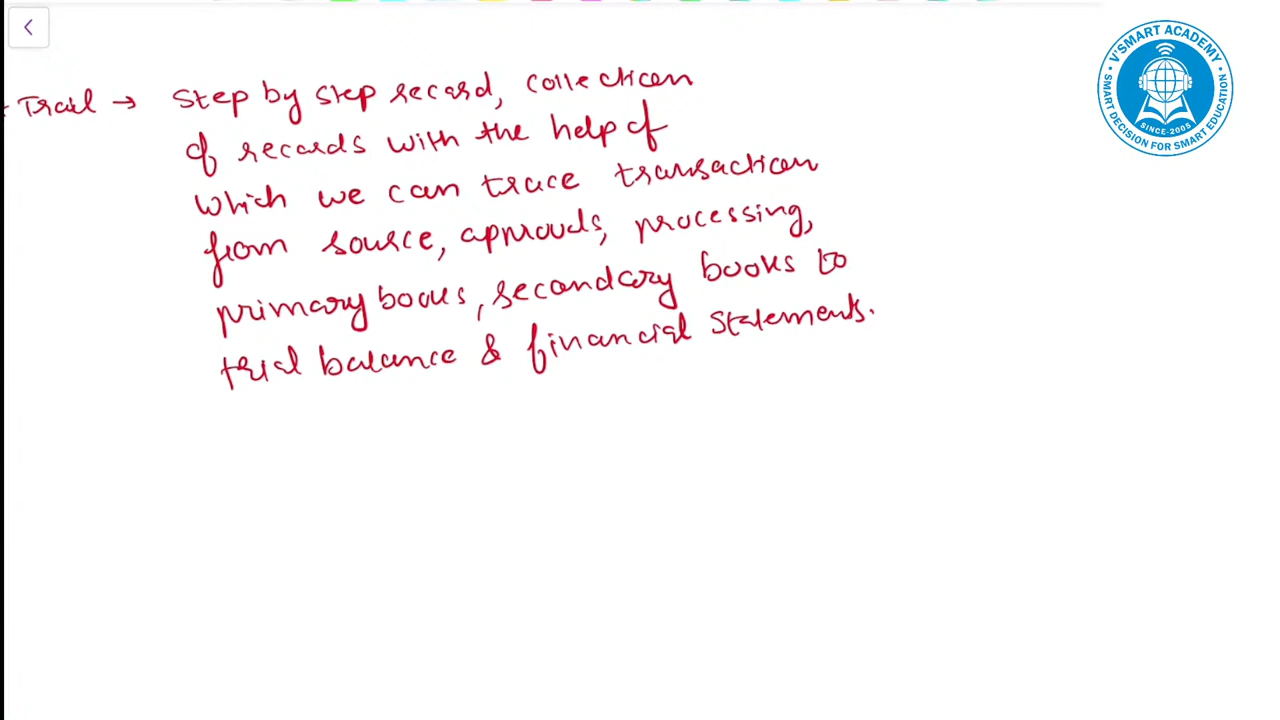 Trail → step by step record, collection
of records with the help of
which we can trace transaction
from source, approvals, processing,
primary books, secondary books to
trial balance & financial statements.
V'SMART ACADEMY
SINCE-2005
SMART DECISION FOR SMART EDUCATION